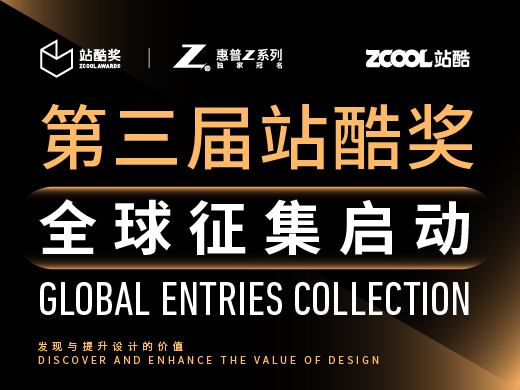 站酷奖 惠普Z系列 ZCOOL站酷
ZCOOL AWARDS 独家冠名
第三届站酷奖
全球征集启动
GLOBAL ENTRIES COLLECTION
发现与提升设计的价值
DISCOVER AND ENHANCE THE VALUE OF DESIGN